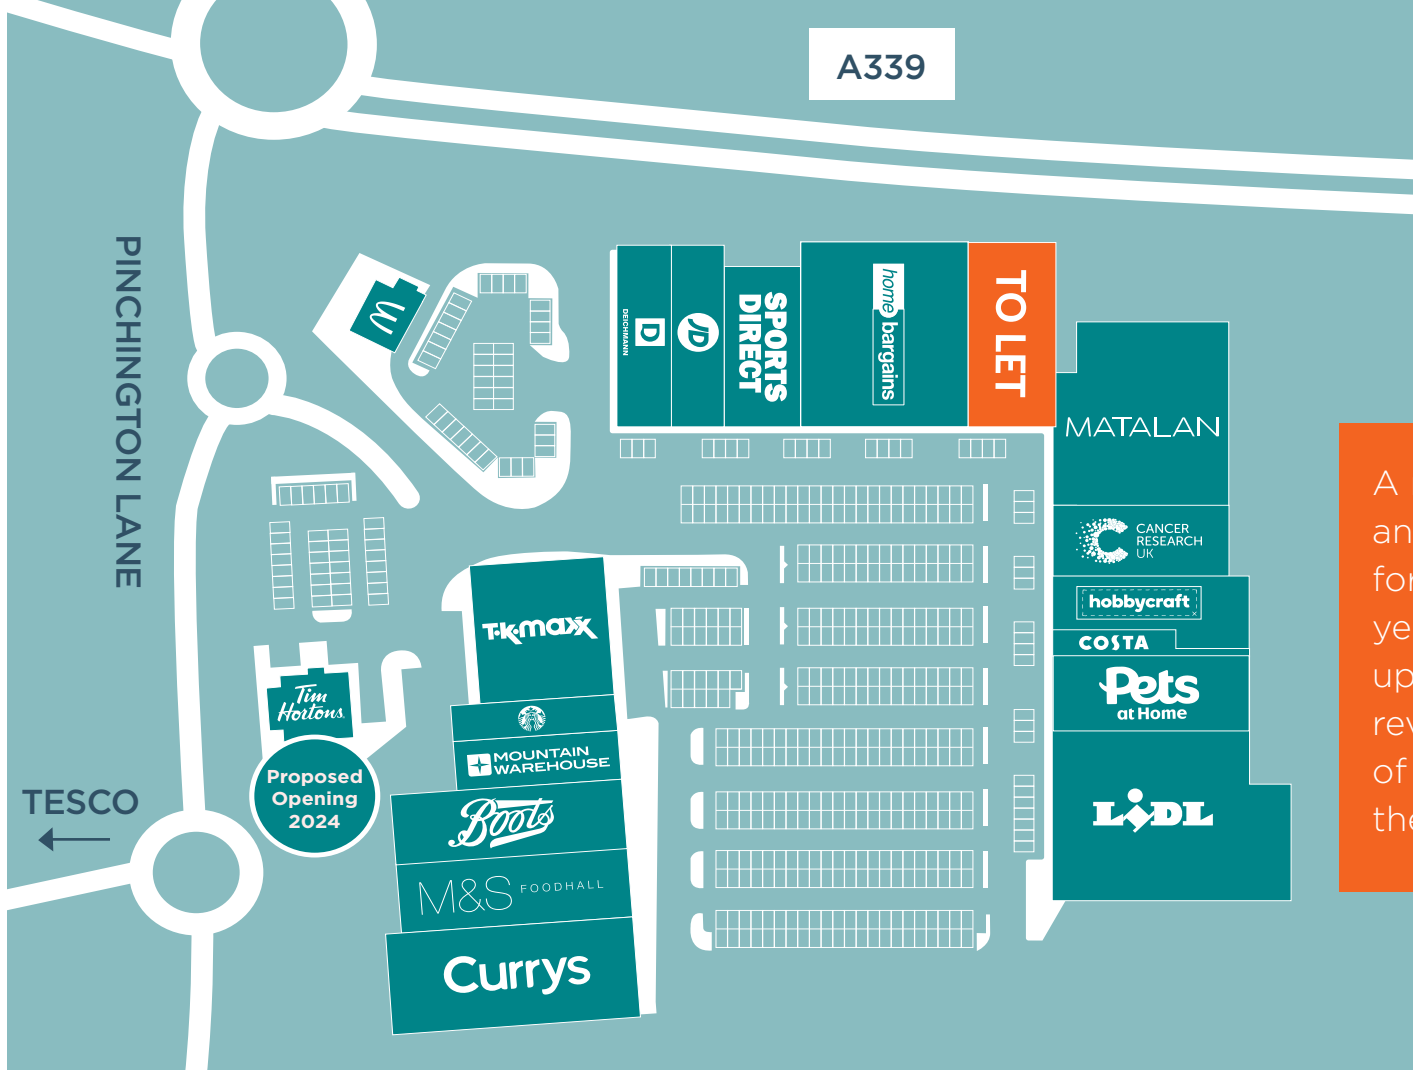 A339
PINCHINGTON LANE
DEICHMANN
D
JD
SPORTS
DIRECT
home bargains
TO LET
MATALAN
CANCER
RESEARCH
UK
hobbycraft
COSTA
Pets
at Home
LiDL
TK maxx
MOUNTAIN
WAREHOUSE
Boots
M&S FOODHALL
Currys
Tim
Hortons
Proposed
Opening
2024
TESCO
A
an
for
ye
up
rev
of
the